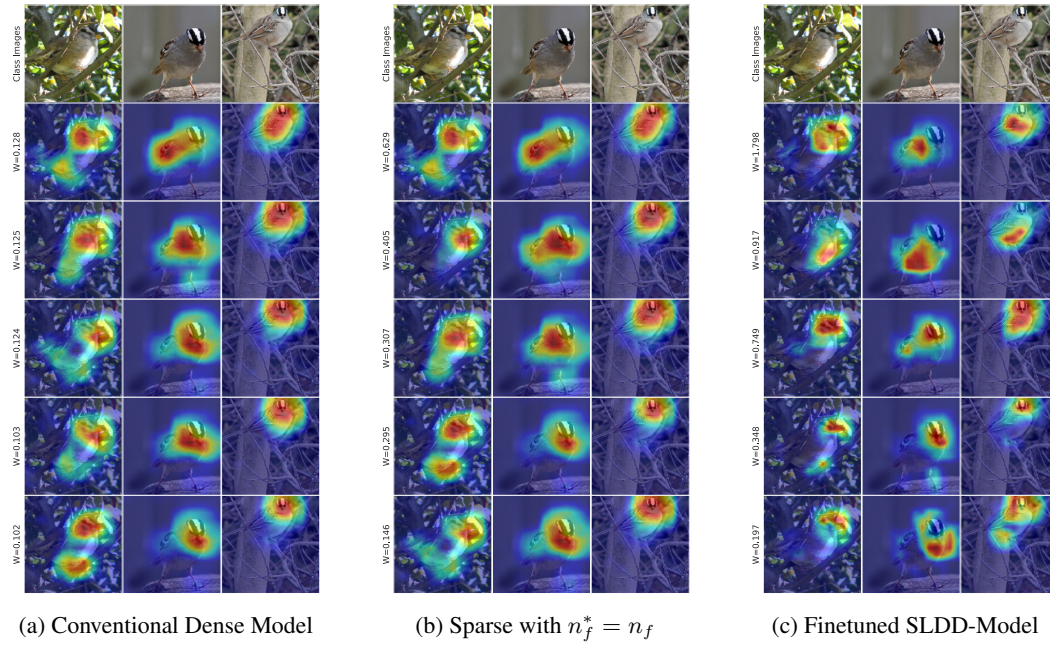 Class Images
W=0.128
W=0.125
W=0.124
W=0.103
W=0.102
(a) Conventional Dense Model
Class Images
W=0.629
W=0.405
W=0.307
W=0.295
W=0.146
(b) Sparse with n_f^* = n_f
Class Images
W=1.798
W=0.917
W=0.749
W=0.348
W=0.197
(c) Finetuned SLDD-Model